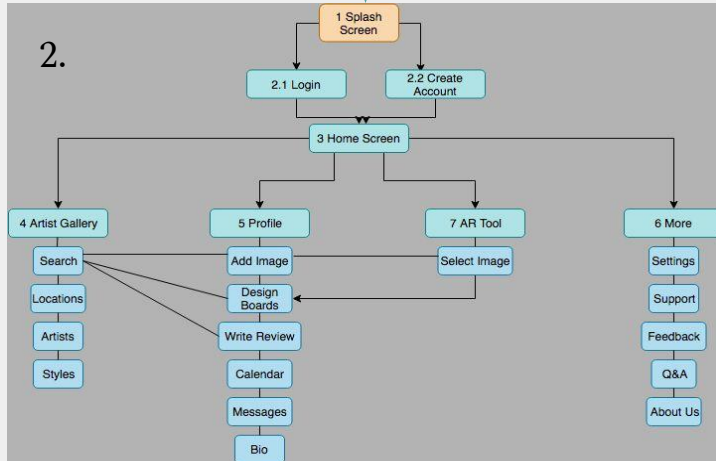 2.
1 Splash
Screen
2.1 Login
2.2 Create
Account
3 Home Screen
4 Artist Gallery
5 Profile
7 AR Tool
6 More
Search
Add Image
Select Image
Settings
Locations
Design
Boards
Support
Artists
Write Review
Feedback
Styles
Calendar
Q&A
Messages
About Us
Bio